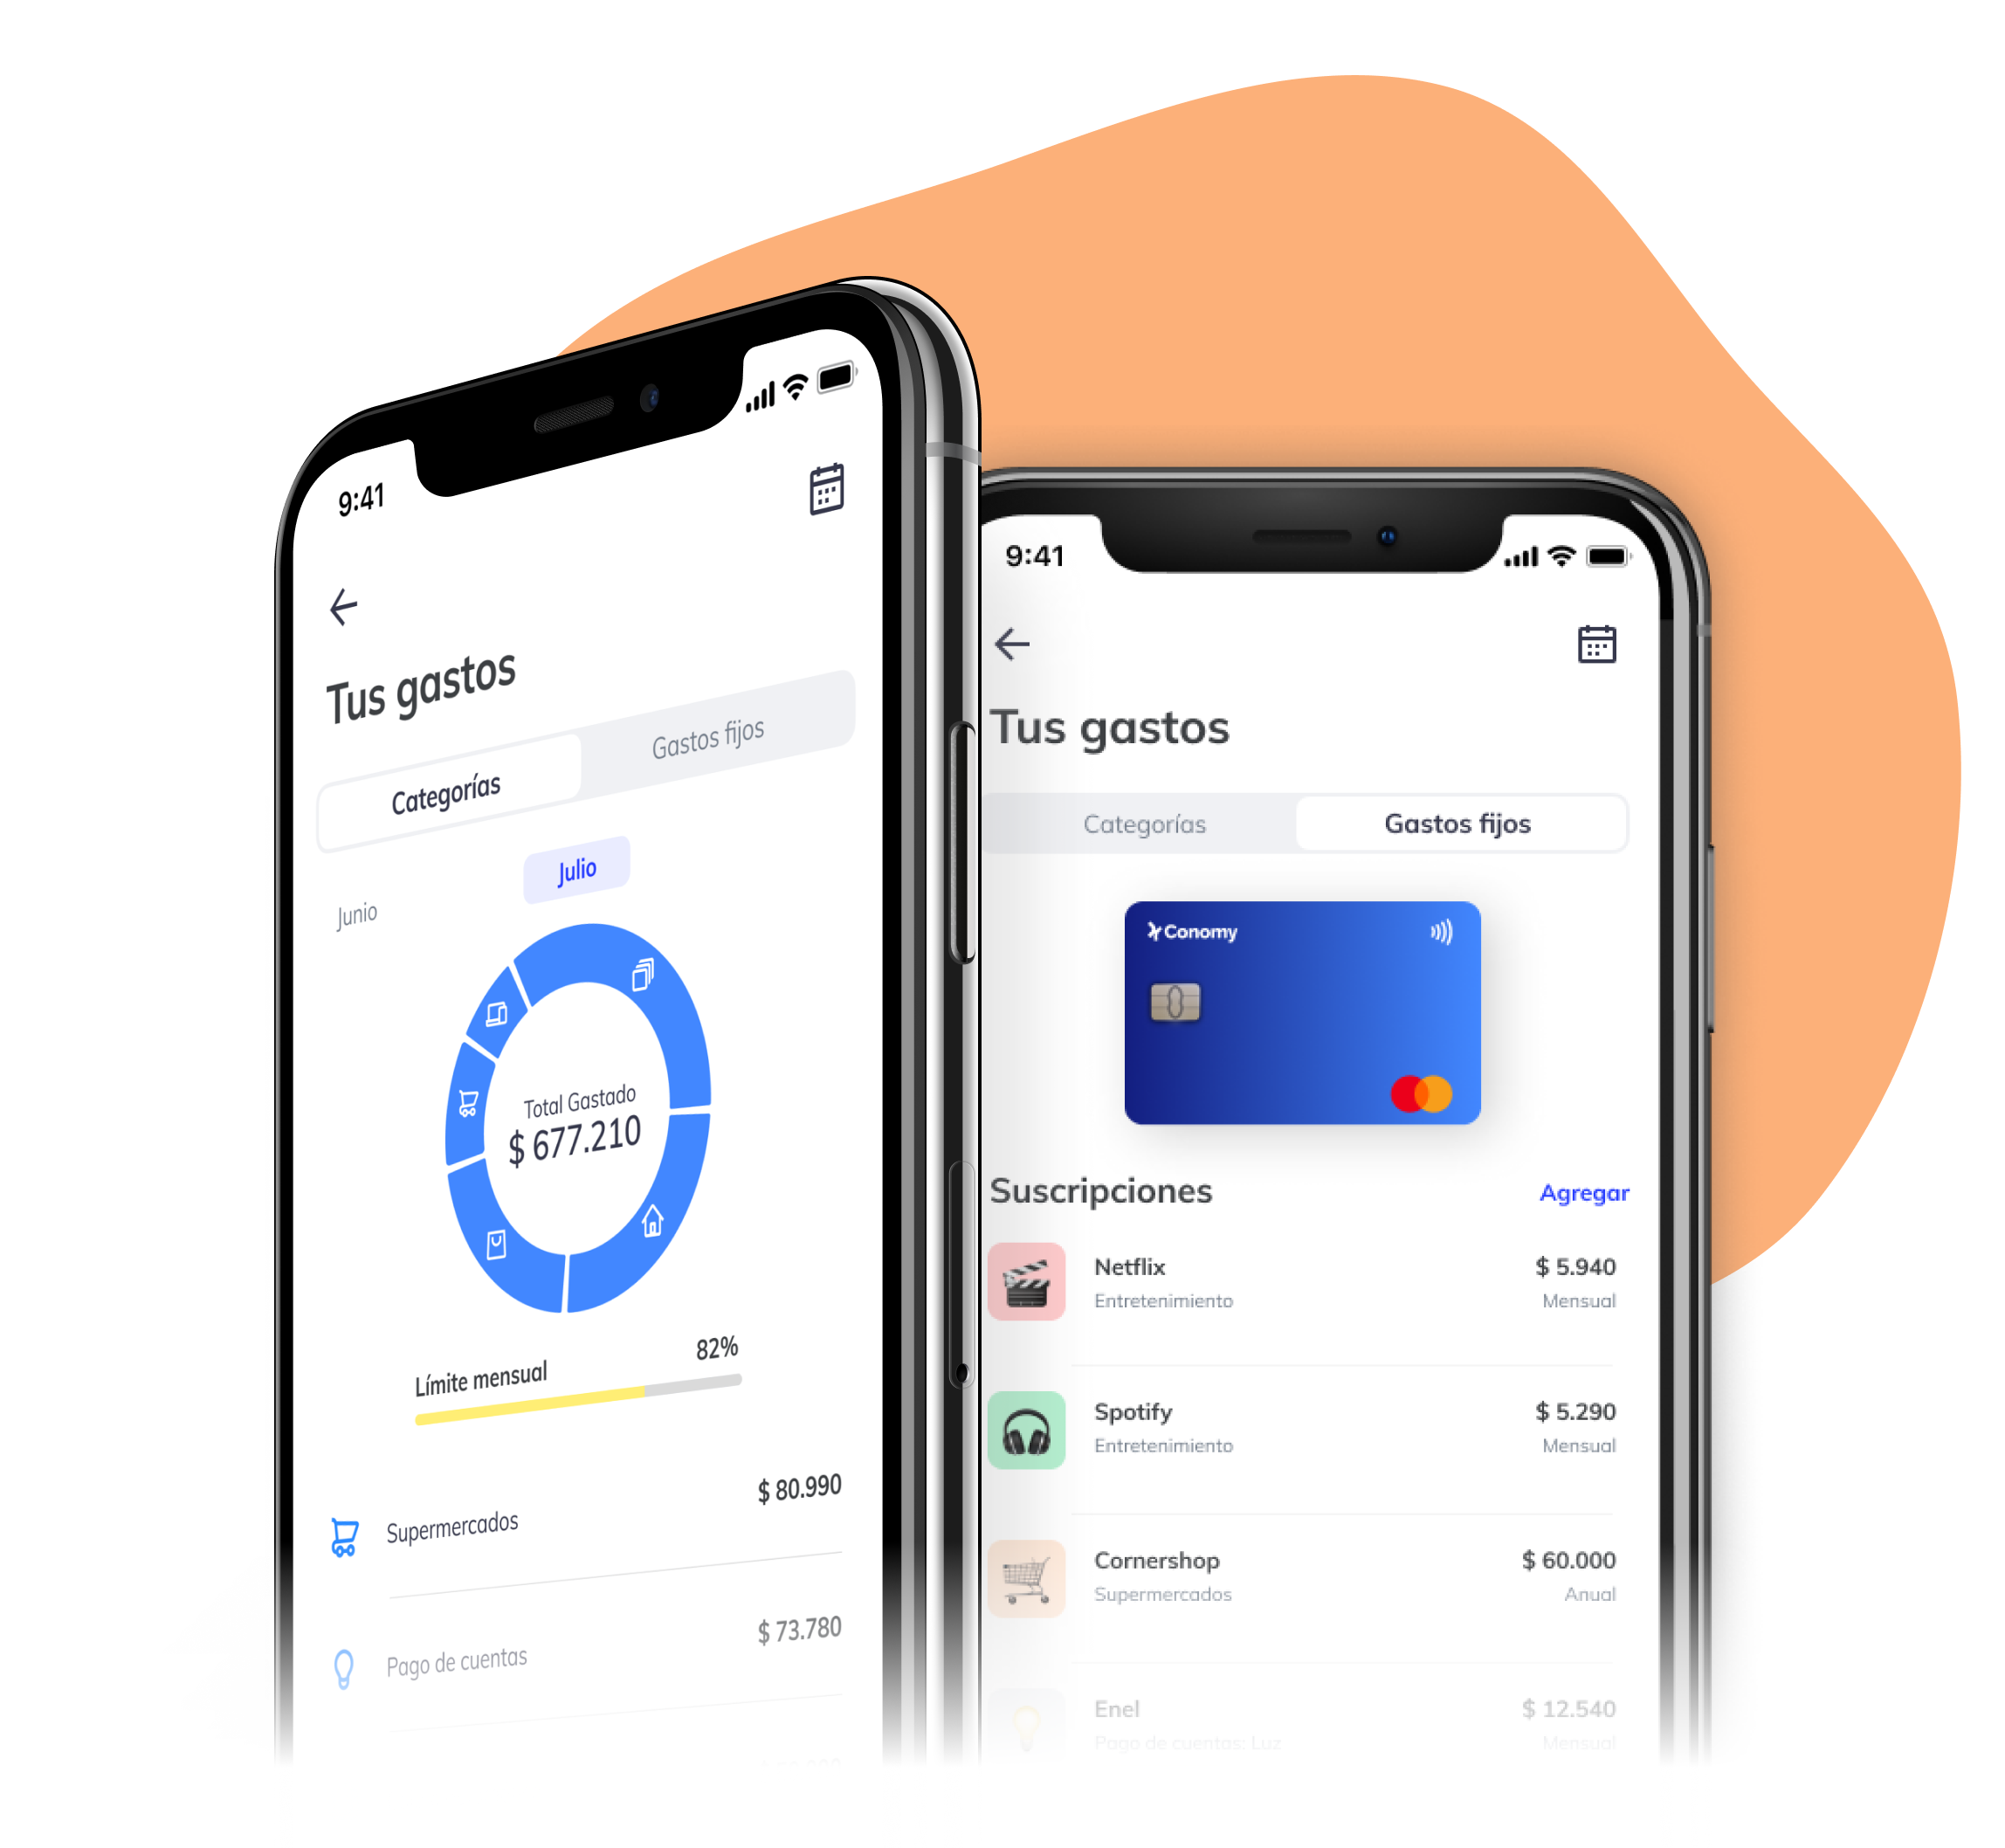 9:41
Tus gastos
Categorías
Gastos fijos
Junio
Julio
Total Gastado
$ 677.210
Límite mensual
82%
Supermercados
$ 80.990
Pago de cuentas
$ 73.780
9:41
Tus gastos
Categorías
Gastos fijos
Conomy
Suscripciones
Agregar
Netflix
$ 5.940
Entretenimiento
Mensual
Spotify
$ 5.290
Entretenimiento
Mensual
Cornershop
$ 60.000
Supermercados
Anual
Enel
$ 12.540
Pago de cuentas: Luz
Mensual